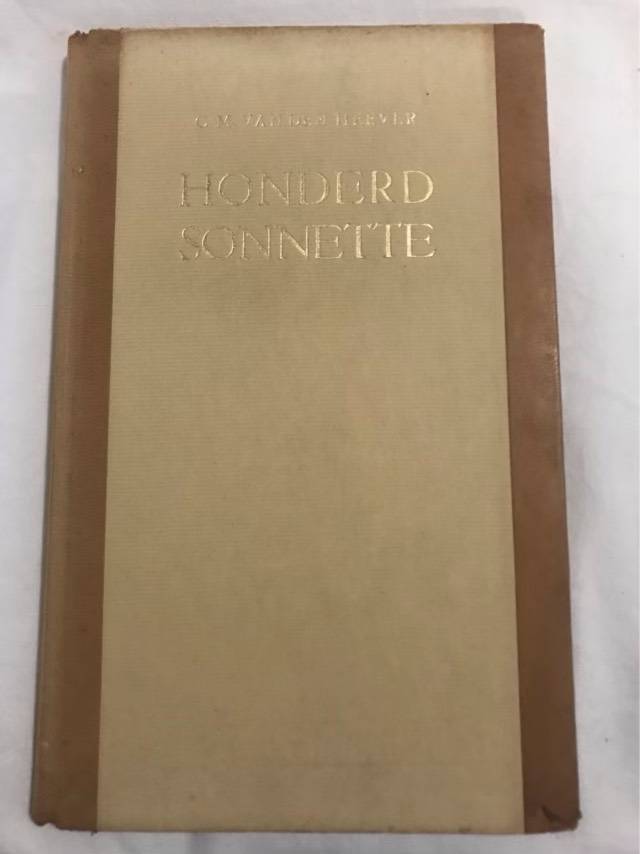 C. M. VAN DEN HEEVER
HONDERD
SONNETTE